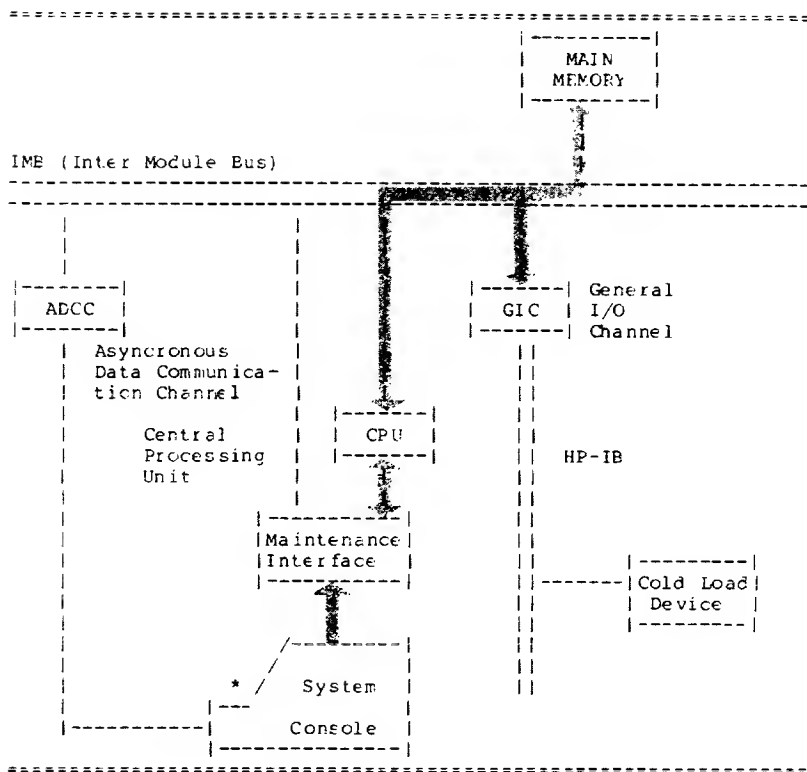 MAIN
MEMORY
IMB (Inter Module Bus)
ADCC
GIC
General
I/O
Channel
Asyncronous
Data Communica-
tion Channel
CPU
Central
Processing
Unit
HP-IB
Maintenance
Interface
Cold Load
Device
*
System
Console